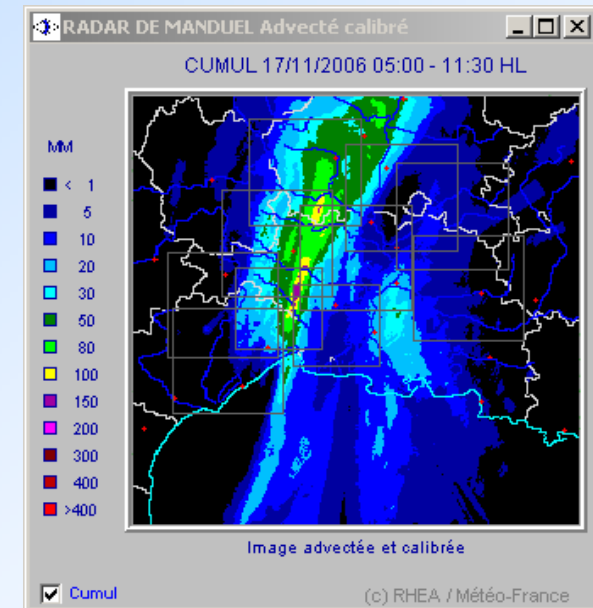 RADAR DE MANDUEL Advecté calibré
CUMUL 17/11/2006 05:00 - 11:30 HL
MM
< 1
5
10
20
30
50
80
100
150
200
300
400
>400
Image advectée et calibrée
Cumul
(c) RHEA / Météo-France